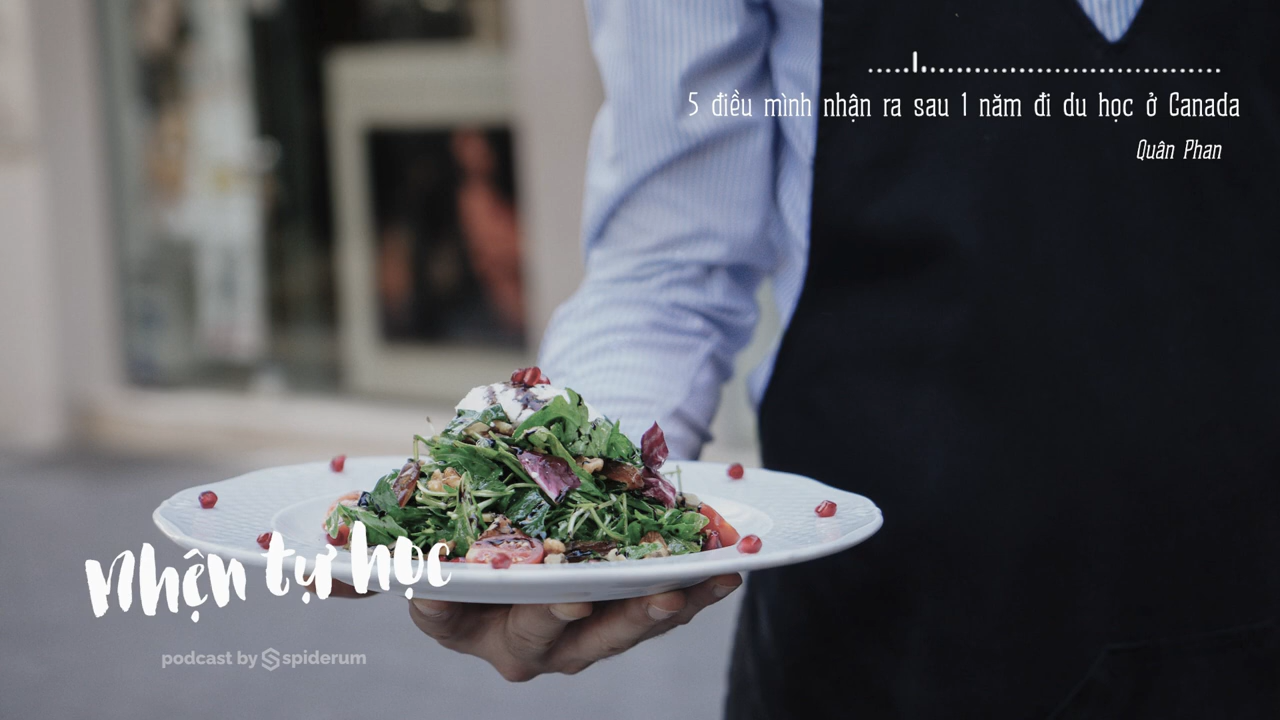 5 điều mình nhận ra sau 1 năm đi du học ở Canada
Quân Phan
Nhện tự học
podcast by spiderum